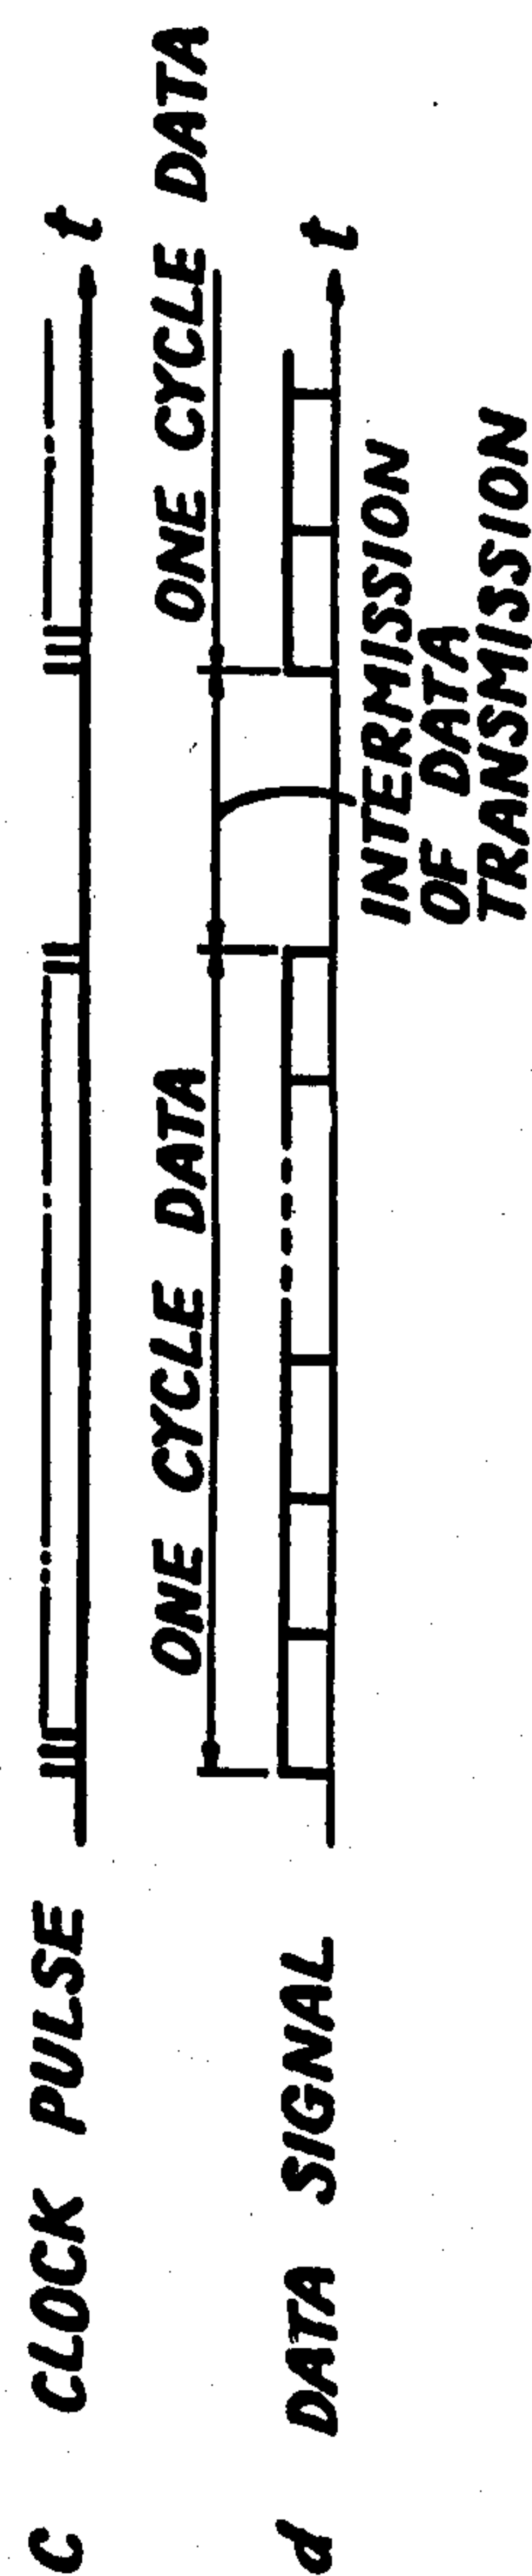 c CLOCK PULSE t
ONE CYCLE DATA ONE CYCLE DATA
d DATA SIGNAL t
INTERMISSION
OF DATA
TRANSMISSION